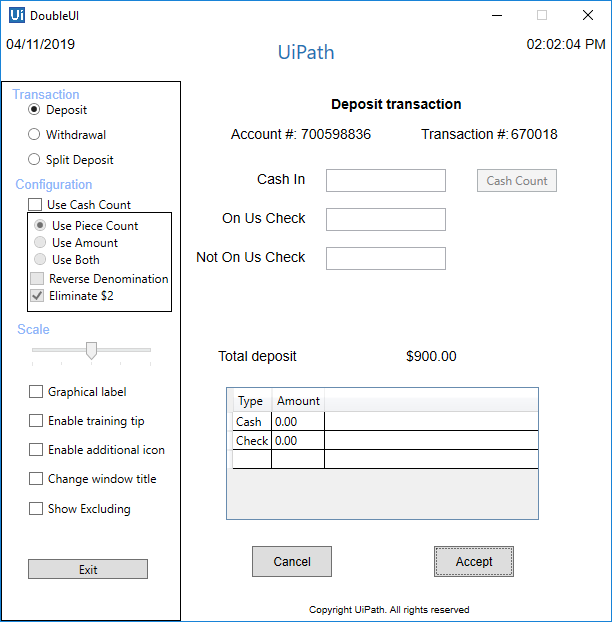 Ui DoubleUI
04/11/2019
UiPath
02:02:04 PM
Transaction
Deposit
Withdrawal
Split Deposit
Configuration
Use Cash Count
Use Piece Count
Use Amount
Use Both
Reverse Denomination
Eliminate $2
Scale
Graphical label
Enable training tip
Enable additional icon
Change window title
Show Excluding
Exit
Deposit transaction
Account #: 700598836 Transaction #: 670018
Cash In Cash Count
On Us Check
Not On Us Check
Total deposit $900.00
Type Amount
Cash 0.00
Check 0.00
Cancel Accept
Copyright UiPath. All rights reserved